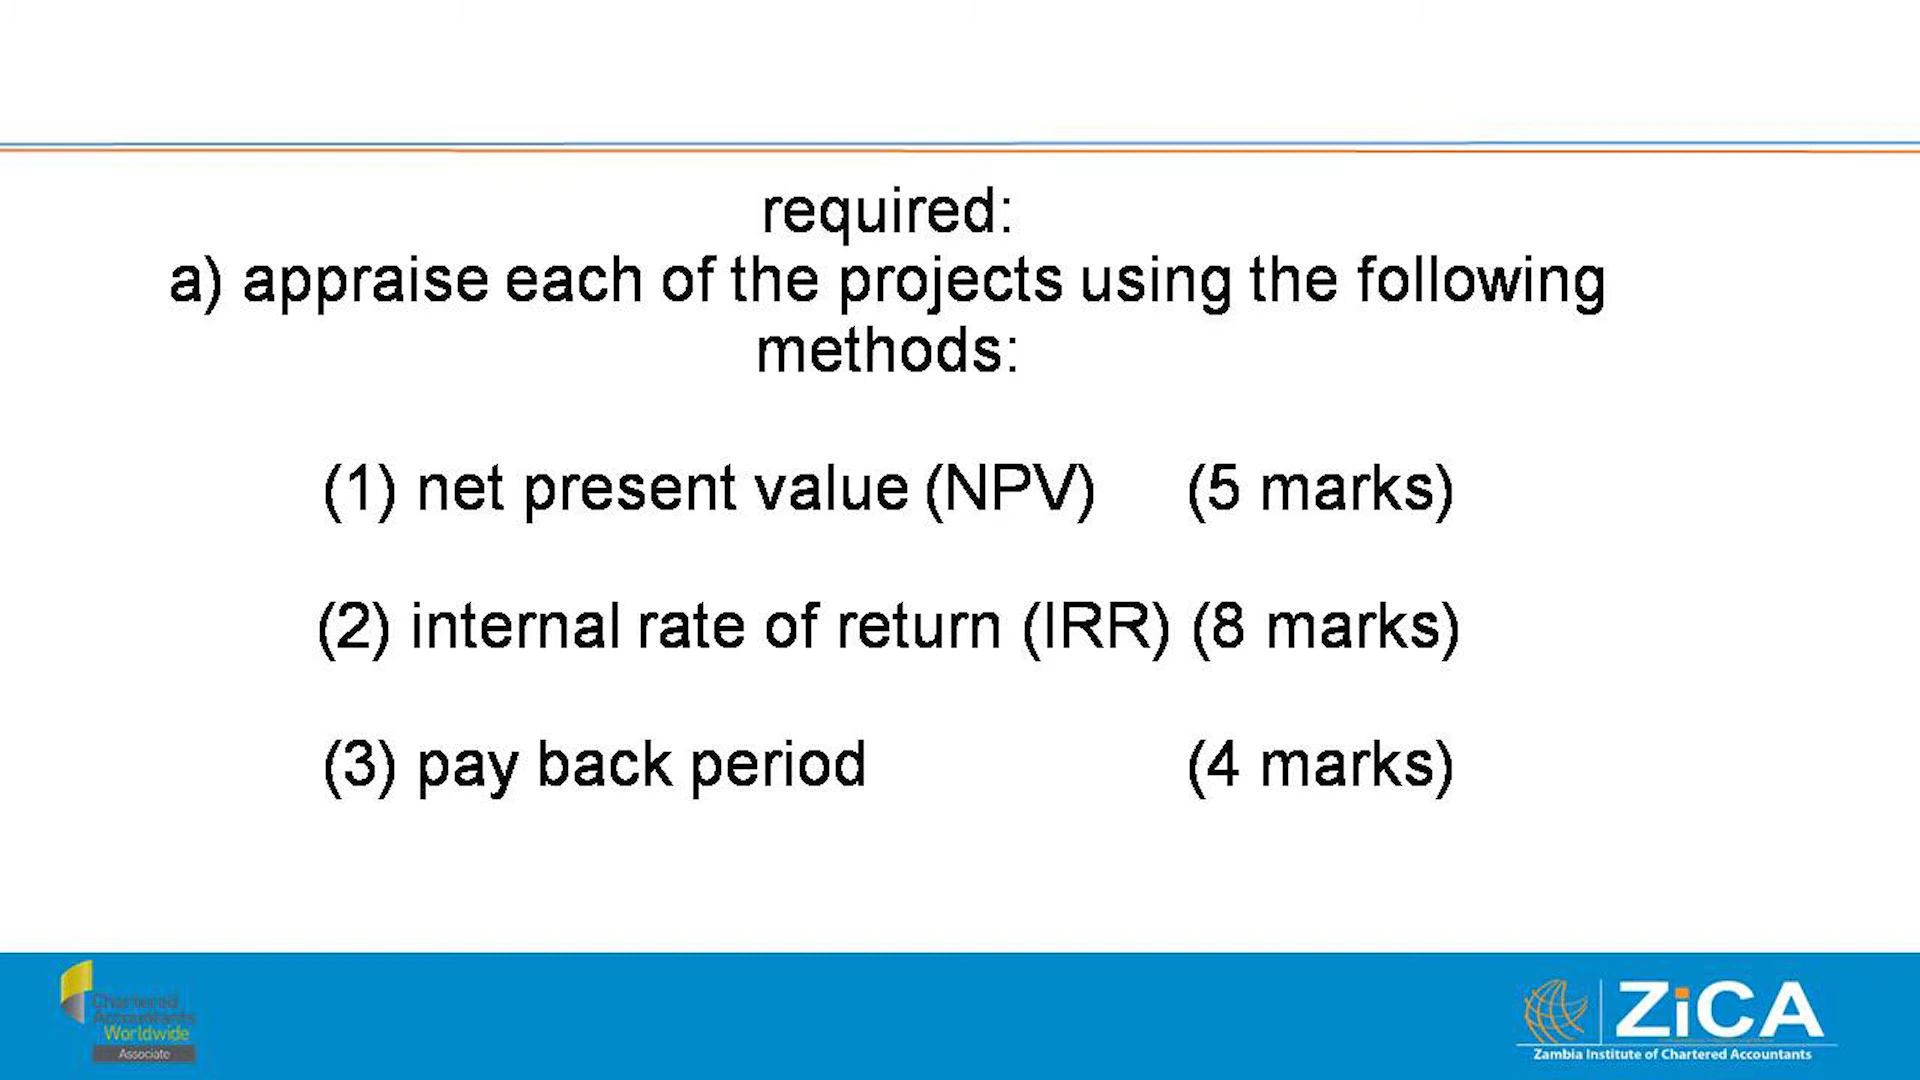 required:
a) appraise each of the projects using the following
methods:
(1) net present value (NPV) (5 marks)
(2) internal rate of return (IRR) (8 marks)
(3) pay back period (4 marks)
Chartered
Accountants
Worldwide
Associate
ZiCA
Zambia Institute of Chartered Accountants